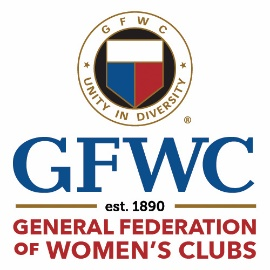 GFWC
★ UNITY IN DIVERSITY ★
®
GFWC
est. 1890
GENERAL FEDERATION
OF WOMEN'S CLUBS